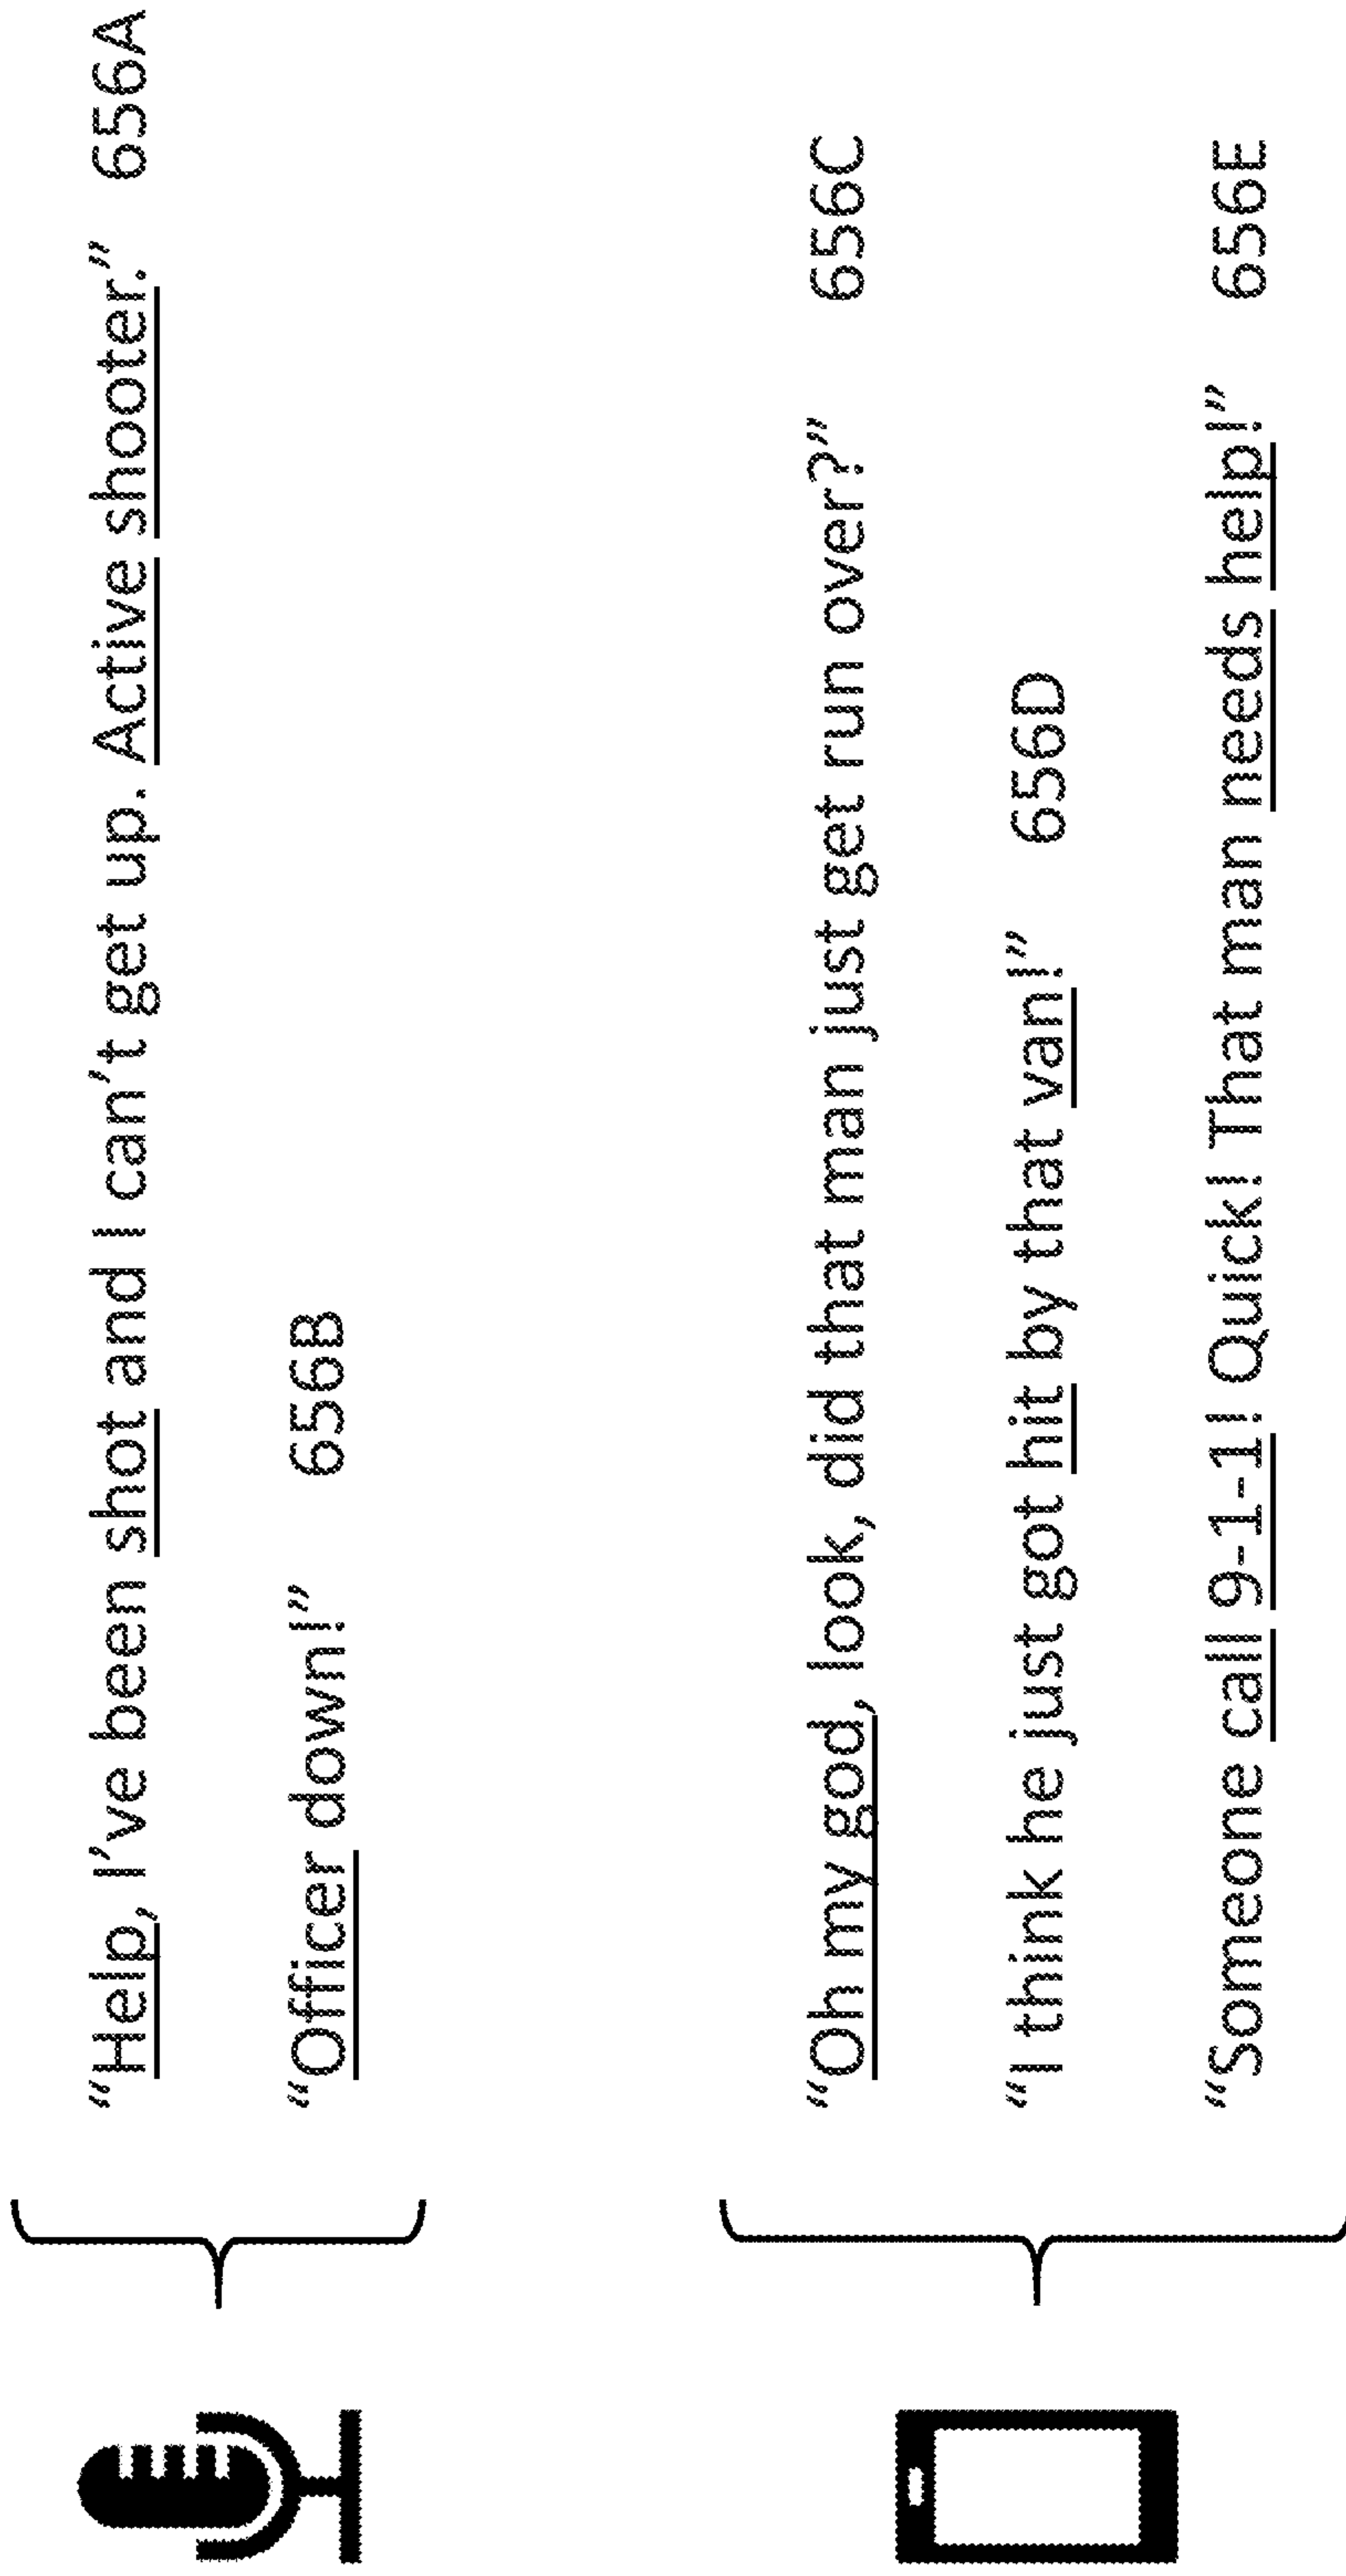 “Help, I’ve been shot and I can’t get up. Active shooter.” 656A
“Officer down!” 656B
“Oh my god, look, did that man just get run over?” 656C
“I think he just got hit by that van!” 656D
“Someone call 9-1-1! Quick! That man needs help!” 656E